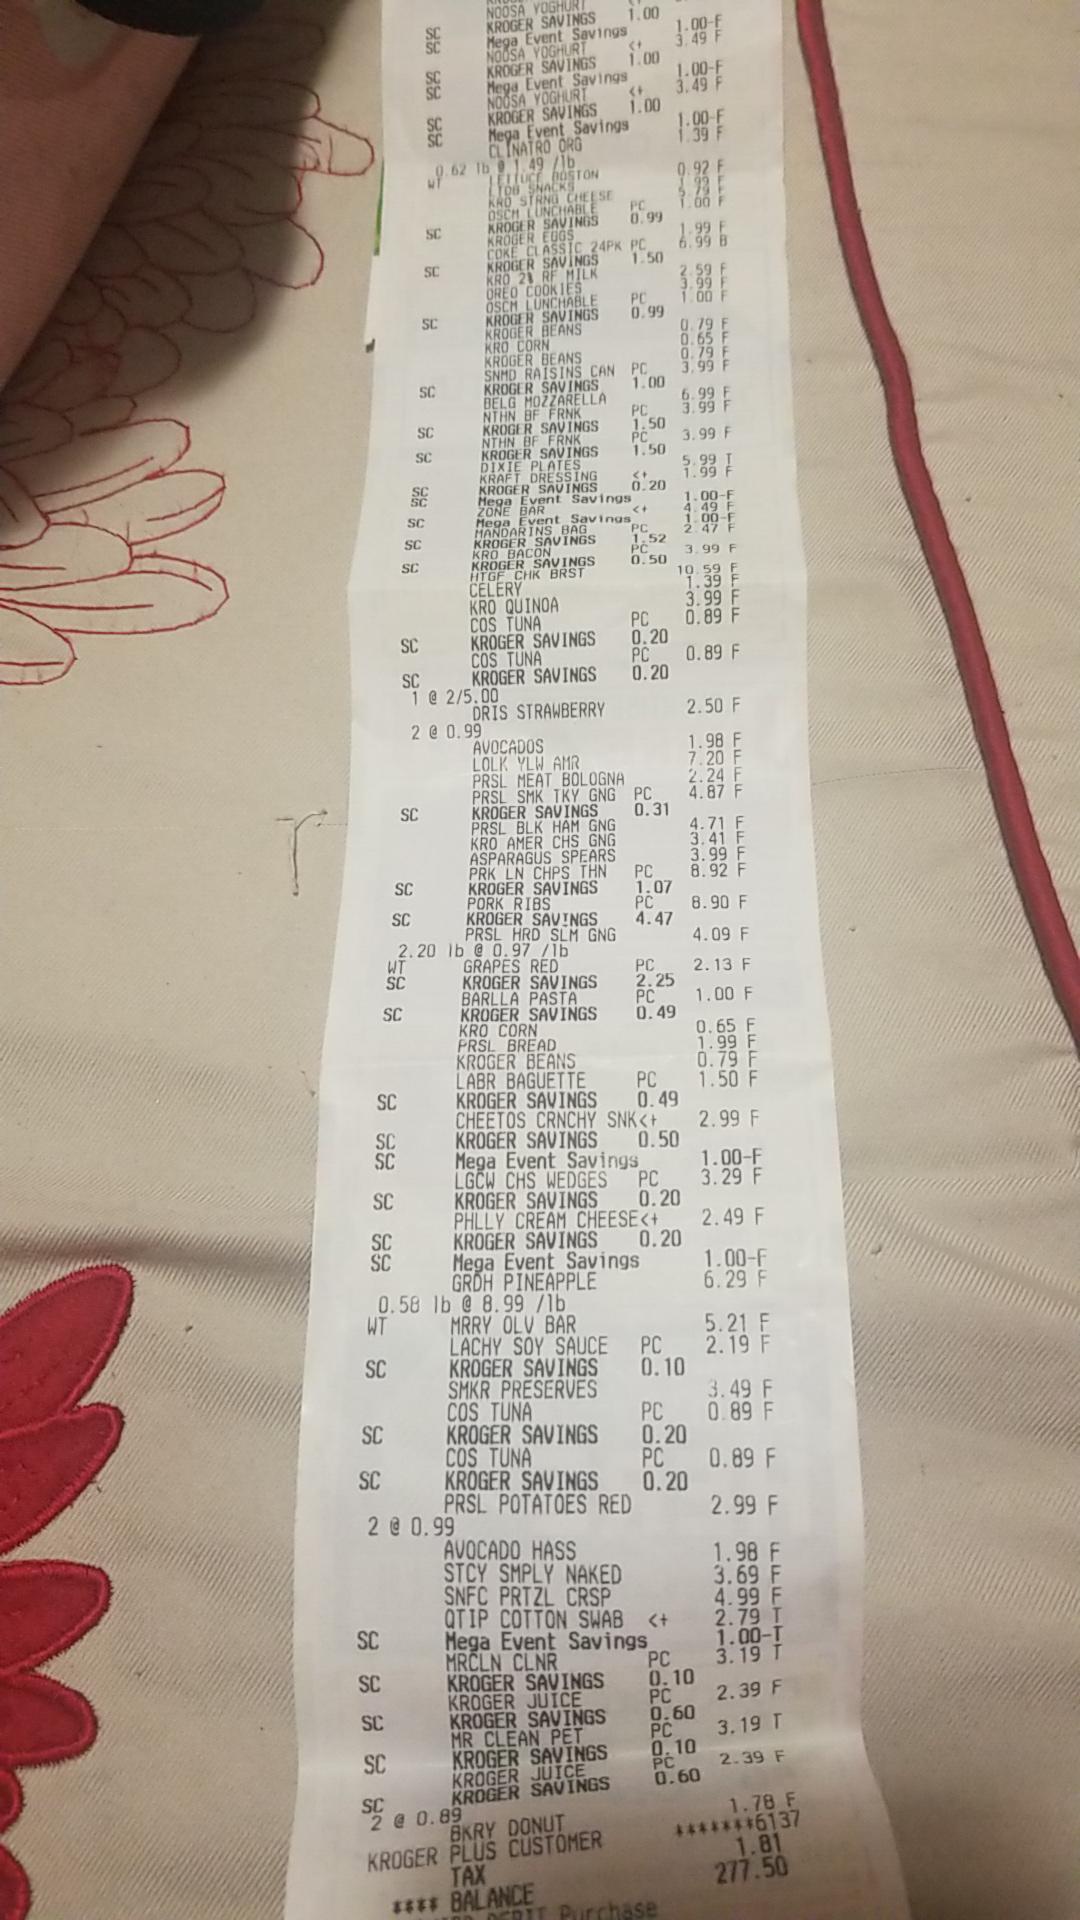 NOOSA YOGHURT <+
SC KROGER SAVINGS 1.00
SC Mega Event Savings 1.00-F
NOOSA YOGHURT <+ 3.49 F
SC KROGER SAVINGS 1.00
SC Mega Event Savings 1.00-F
NOOSA YOGHURT <+ 3.49 F
SC KROGER SAVINGS 1.00
SC Mega Event Savings 1.00-F
CLINATRO ORG 1.39 F
0.62 lb @ 1.49 /lb
WT LETTUCE BOSTON 0.92 F
LTDB SNACKS 1.99 F
KRO STRNG CHEESE 5.79 F
OSCM LUNCHABLE PC 1.00 F
SC KROGER SAVINGS 0.99
KROGER EGGS 1.99 F
COKE CLASSIC 24PK PC 6.99 B
SC KROGER SAVINGS 1.50
KRO 2% RF MILK 2.59 F
OREO COOKIES 3.99 F
OSCM LUNCHABLE PC 1.00 F
SC KROGER SAVINGS 0.99
KROGER BEANS 0.79 F
KRO CORN 0.65 F
KROGER BEANS 0.79 F
SNMD RAISINS CAN PC 3.99 F
SC KROGER SAVINGS 1.00
BELG MOZZARELLA 6.99 F
NTHN BF FRNK PC 3.99 F
SC KROGER SAVINGS 1.50
NTHN BF FRNK PC 3.99 F
SC KROGER SAVINGS 1.50
DIXIE PLATES 5.99 T
KRAFT DRESSING <+ 1.99 F
SC KROGER SAVINGS 0.20
SC Mega Event Savings 1.00-F
ZONE BAR <+ 4.49 F
SC Mega Event Savings 1.00-F
MANDARINS BAG PC 2.47 F
SC KROGER SAVINGS 1.52
KRO BACON PC 3.99 F
SC KROGER SAVINGS 0.50
HTGF CHK BRST 10.59 F
CELERY 1.39 F
KRO QUINOA 3.99 F
COS TUNA PC 0.89 F
SC KROGER SAVINGS 0.20
COS TUNA PC 0.89 F
SC KROGER SAVINGS 0.20
1 @ 2/5.00
DRIS STRAWBERRY 2.50 F
2 @ 0.99
AVOCADOS 1.98 F
LOLK YLW AMR 7.20 F
PRSL MEAT BOLOGNA 2.24 F
PRSL SMK TKY GNG PC 4.87 F
SC KROGER SAVINGS 0.31
PRSL BLK HAM GNG 4.71 F
KRO AMER CHS GNG 3.41 F
ASPARAGUS SPEARS 3.99 F
PRK LN CHPS THN PC 8.92 F
SC KROGER SAVINGS 1.07
PORK RIBS PC 8.90 F
SC KROGER SAVINGS 4.47
PRSL HRD SLM GNG 4.09 F
2.20 lb @ 0.97 /lb
WT GRAPES RED PC 2.13 F
SC KROGER SAVINGS 2.25
BARLLA PASTA PC 1.00 F
SC KROGER SAVINGS 0.49
KRO CORN 0.65 F
PRSL BREAD 1.99 F
KROGER BEANS 0.79 F
LABR BAGUETTE PC 1.50 F
SC KROGER SAVINGS 0.49
CHEETOS CRNCHY SNK<+ 2.99 F
SC KROGER SAVINGS 0.50
SC Mega Event Savings 1.00-F
LGCW CHS WEDGES PC 3.29 F
SC KROGER SAVINGS 0.20
PHLLY CREAM CHEESE<+ 2.49 F
SC KROGER SAVINGS 0.20
SC Mega Event Savings 1.00-F
GRDH PINEAPPLE 6.29 F
0.58 lb @ 8.99 /lb
WT MRRY OLV BAR 5.21 F
LACHY SOY SAUCE PC 2.19 F
SC KROGER SAVINGS 0.10
SMKR PRESERVES 3.49 F
COS TUNA PC 0.89 F
SC KROGER SAVINGS 0.20
COS TUNA PC 0.89 F
SC KROGER SAVINGS 0.20
PRSL POTATOES RED 2.99 F
2 @ 0.99
AVOCADO HASS 1.98 F
STCY SMPLY NAKED 3.69 F
SNFC PRTZL CRSP 4.99 F
QTIP COTTON SWAB <+ 2.79 T
SC Mega Event Savings 1.00-T
MRCLN CLNR PC 3.19 T
SC KROGER SAVINGS 0.10
KROGER JUICE PC 2.39 F
SC KROGER SAVINGS 0.60
MR CLEAN PET PC 3.19 T
SC KROGER SAVINGS 0.10
KROGER JUICE PC 2.39 F
SC KROGER SAVINGS 0.60
2 @ 0.89
BKRY DONUT 1.78 F
KROGER PLUS CUSTOMER *******6137
TAX 1.81
**** BALANCE 277.50
DEBIT Purchase